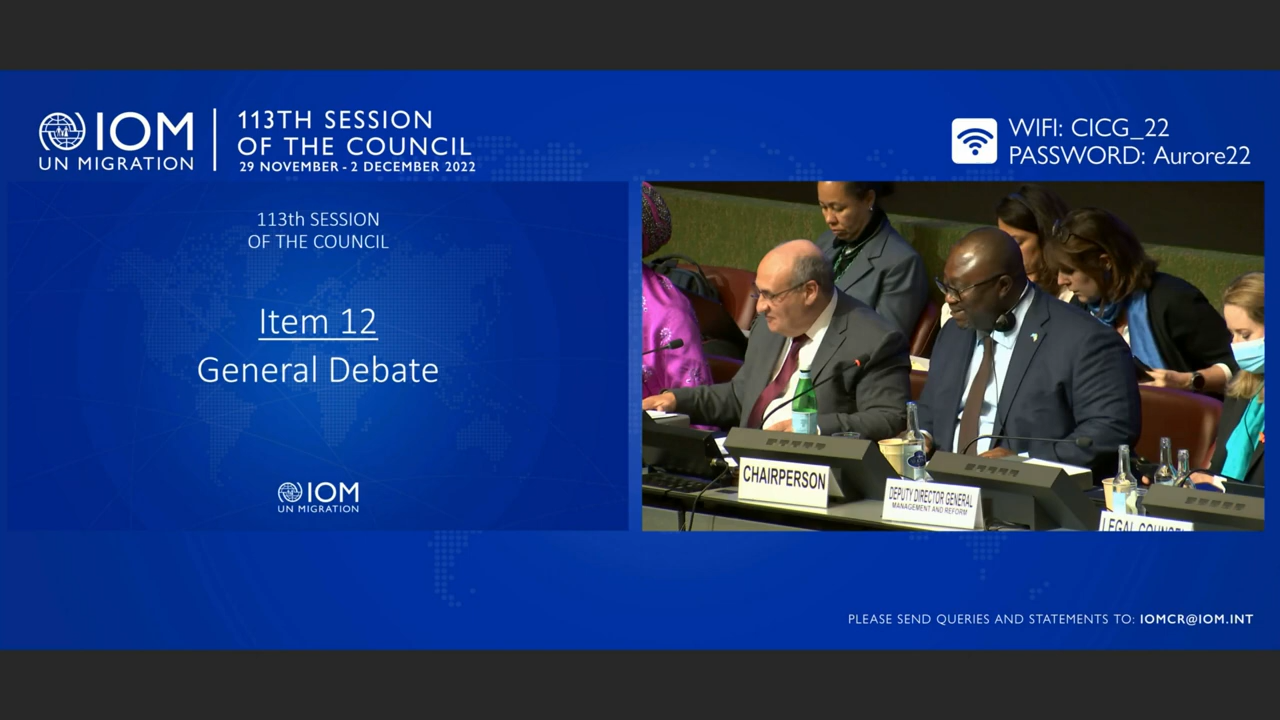 IOM
UN MIGRATION
113TH SESSION
OF THE COUNCIL
29 NOVEMBER - 2 DECEMBER 2022
WIFI: CICG_22
PASSWORD: Aurore22
113th SESSION
OF THE COUNCIL
Item 12
General Debate
IOM
UN MIGRATION
CHAIRPERSON
DEPUTY DIRECTOR GENERAL
MANAGEMENT AND REFORM
LEGAL
PLEASE SEND QUERIES AND STATEMENTS TO: IOMCR@IOM.INT